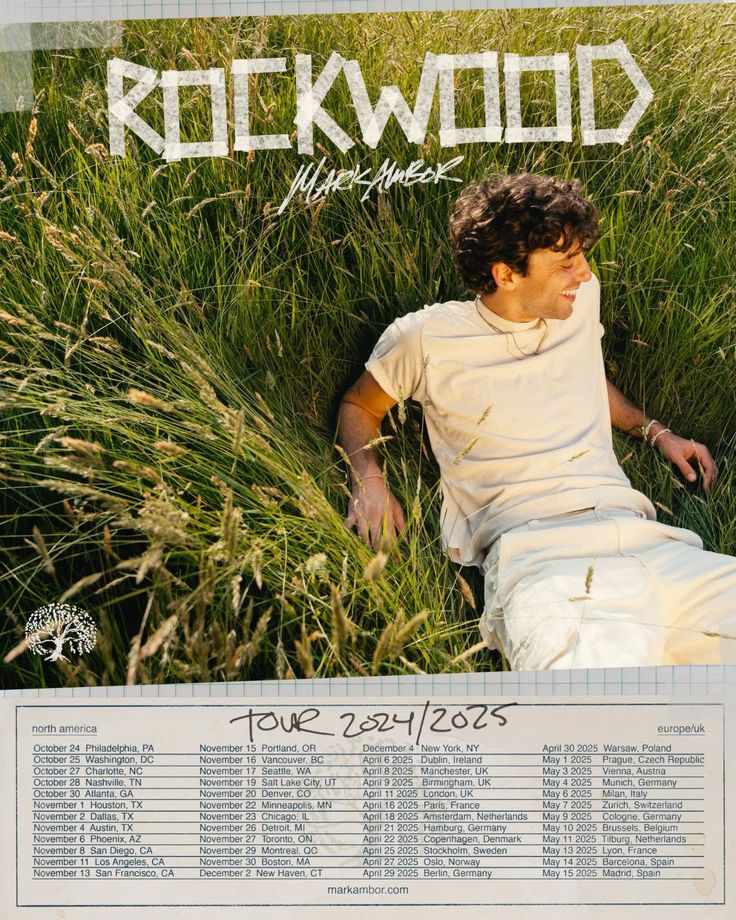 ROCKWOOD
MARK AMBOR
TOUR 2024/2025
north america
europe/uk
October 24 Philadelphia, PA
October 25 Washington, DC
October 27 Charlotte, NC
October 28 Nashville, TN
October 30 Atlanta, GA
November 1 Houston, TX
November 2 Dallas, TX
November 4 Austin, TX
November 6 Phoenix, AZ
November 8 San Diego, CA
November 11 Los Angeles, CA
November 13 San Francisco, CA
November 15 Portland, OR
November 16 Vancouver, BC
November 17 Seattle, WA
November 19 Salt Lake City, UT
November 20 Denver, CO
November 22 Minneapolis, MN
November 23 Chicago, IL
November 26 Detroit, MI
November 27 Toronto, ON
November 29 Montreal, QC
November 30 Boston, MA
December 2 New Haven, CT
December 4 New York, NY
April 6 2025 Dublin, Ireland
April 8 2025 Manchester, UK
April 9 2025 Birmingham, UK
April 11 2025 London, UK
April 16 2025 Paris, France
April 18 2025 Amsterdam, Netherlands
April 21 2025 Hamburg, Germany
April 22 2025 Copenhagen, Denmark
April 25 2025 Stockholm, Sweden
April 27 2025 Oslo, Norway
April 29 2025 Berlin, Germany
April 30 2025 Warsaw, Poland
May 1 2025 Prague, Czech Republic
May 3 2025 Vienna, Austria
May 4 2025 Munich, Germany
May 6 2025 Milan, Italy
May 7 2025 Zurich, Switzerland
May 9 2025 Cologne, Germany
May 10 2025 Brussels, Belgium
May 11 2025 Tilburg, Netherlands
May 13 2025 Lyon, France
May 14 2025 Barcelona, Spain
May 15 2025 Madrid, Spain
markambor.com